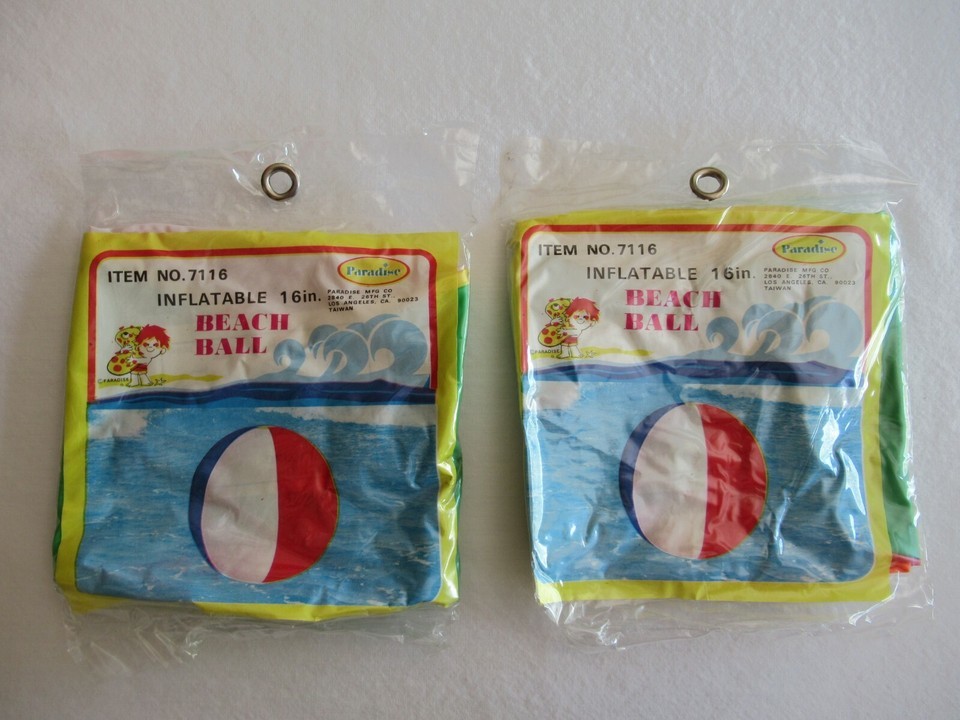 ITEM NO.7116
Paradise
INFLATABLE 16in.
PARADISE MFG CO
2840 E. 26TH ST.,
LOS ANGELES, CA. 90023
TAIWAN
BEACH
BALL
©PARADISE
ITEM NO.7116
Paradise
INFLATABLE 16in.
PARADISE MFG CO
2840 E. 26TH ST.,
LOS ANGELES, CA. 90023
TAIWAN
BEACH
BALL
©PARADISE